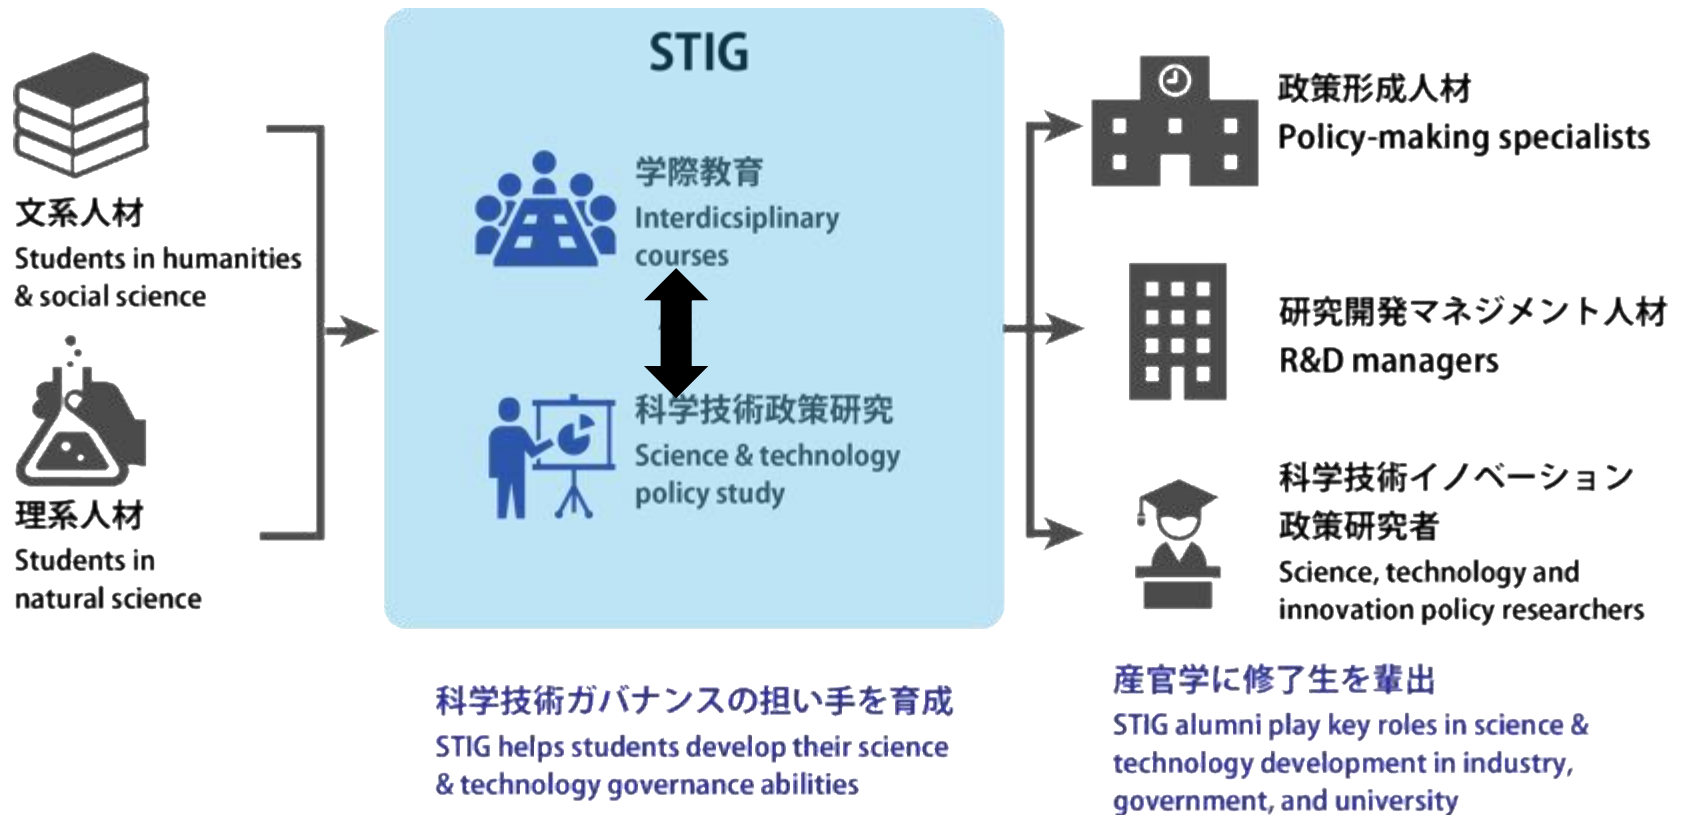 文系人材
Students in humanities
& social science
理系人材
Students in
natural science
STIG
学際教育
Interdicsiplinary
courses
科学技術政策研究
Science & technology
policy study
科学技術ガバナンスの担い手を育成
STIG helps students develop their science
& technology governance abilities
政策形成人材
Policy-making specialists
研究開発マネジメント人材
R&D managers
科学技術イノベーション
政策研究者
Science, technology and
innovation policy researchers
産官学に修了生を輩出
STIG alumni play key roles in science &
technology development in industry,
government, and university